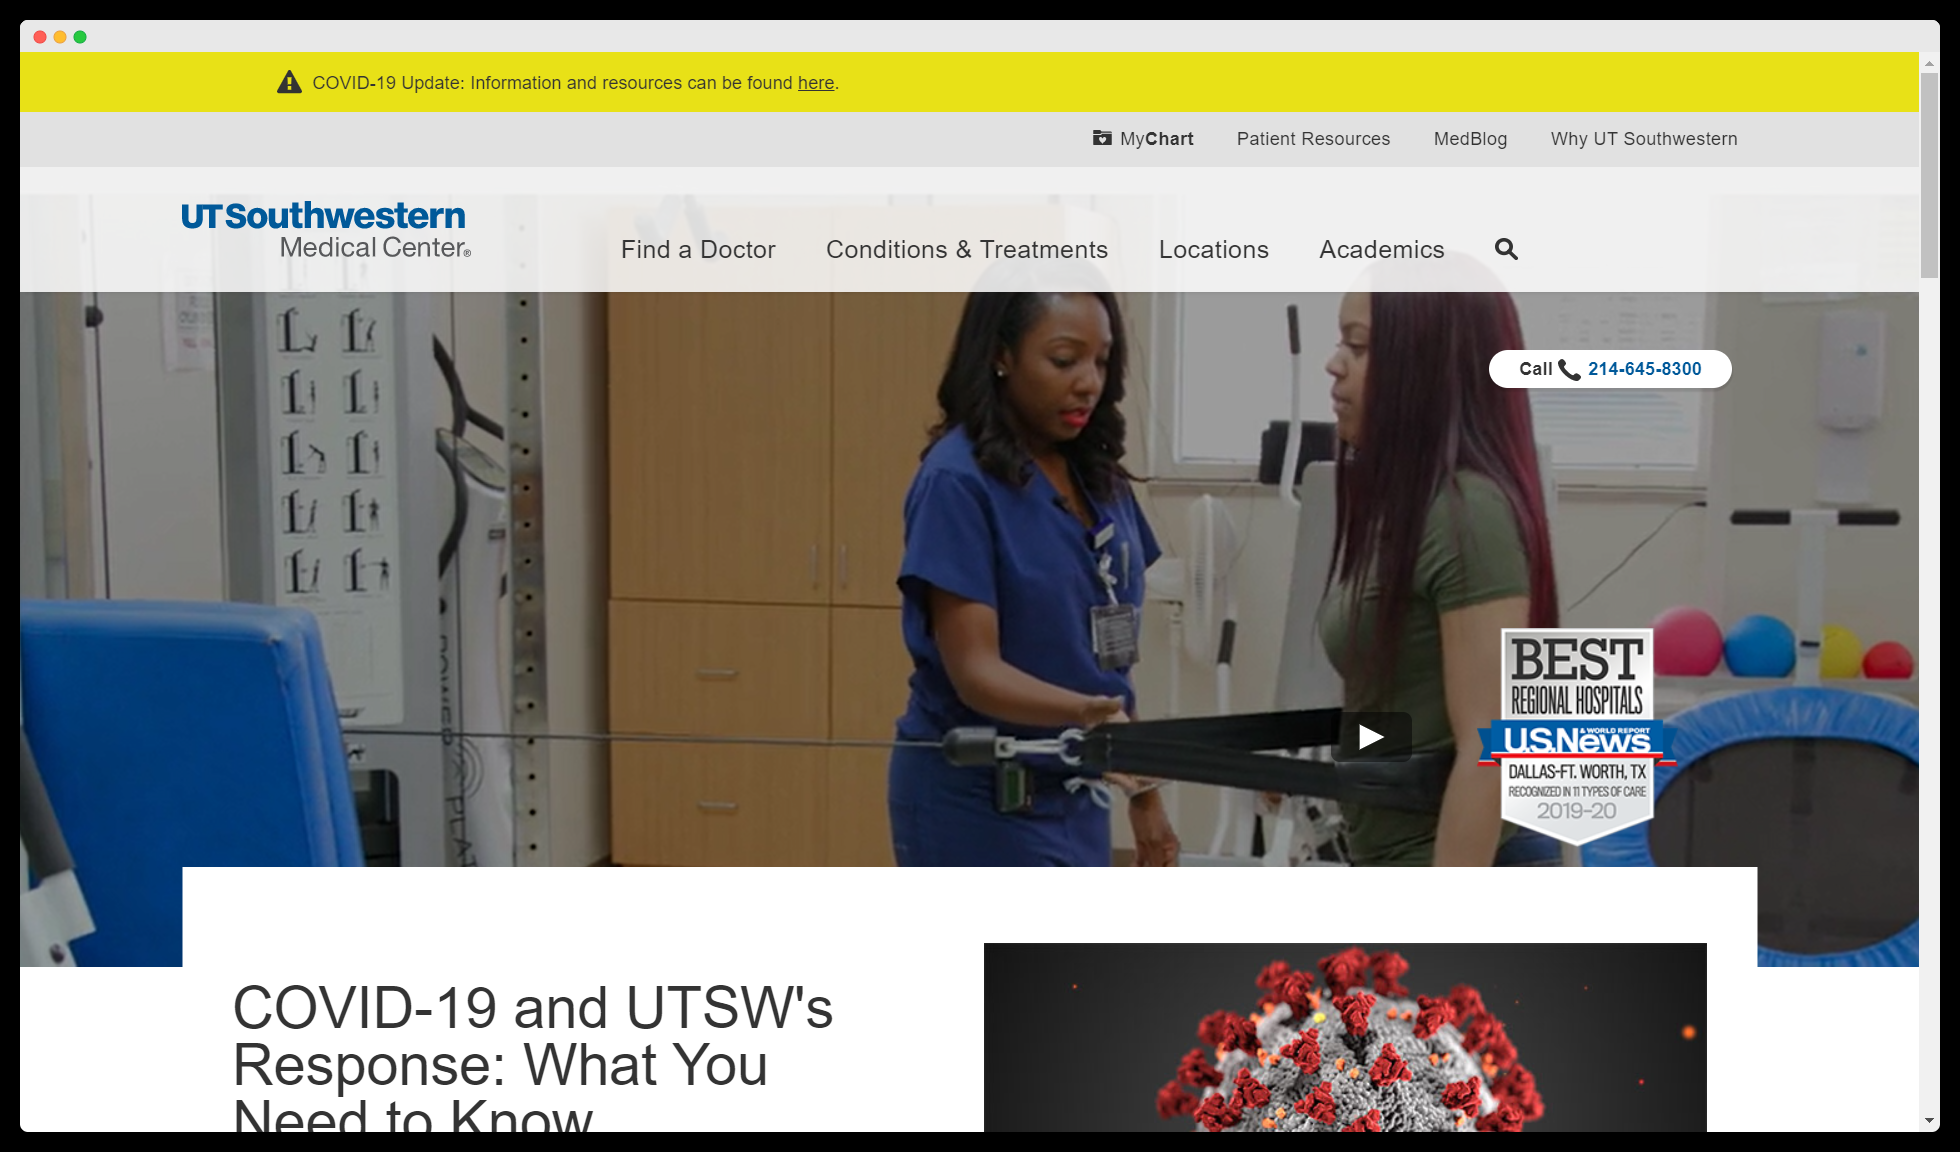 COVID-19 Update: Information and resources can be found here.
MyChart Patient Resources MedBlog Why UT Southwestern
UTSouthwestern
Medical Center®
Find a Doctor Conditions & Treatments Locations Academics
Call 214-645-8300
BEST
REGIONAL HOSPITALS
U.S.News
& WORLD REPORT
DALLAS-FT. WORTH, TX
RECOGNIZED IN 11 TYPES OF CARE
2019-20
COVID-19 and UTSW's
Response: What You
Need to Know